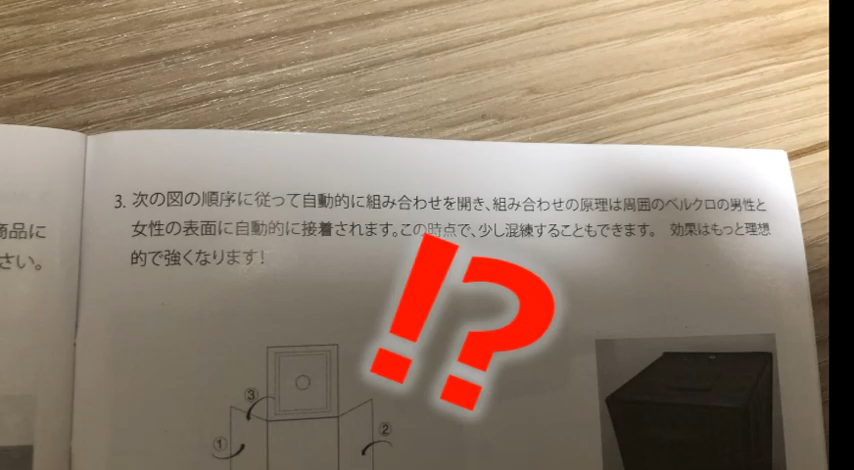 商品に
さい。
3. 次の図の順序に従って自動的に組み合わせを開き、組み合わせの原理は周囲のベルクロの男性と
女性の表面に自動的に接着されます。この時点で、少し混練することもできます。 効果はもっと理想
的で強くなります!
!?
③
①
②